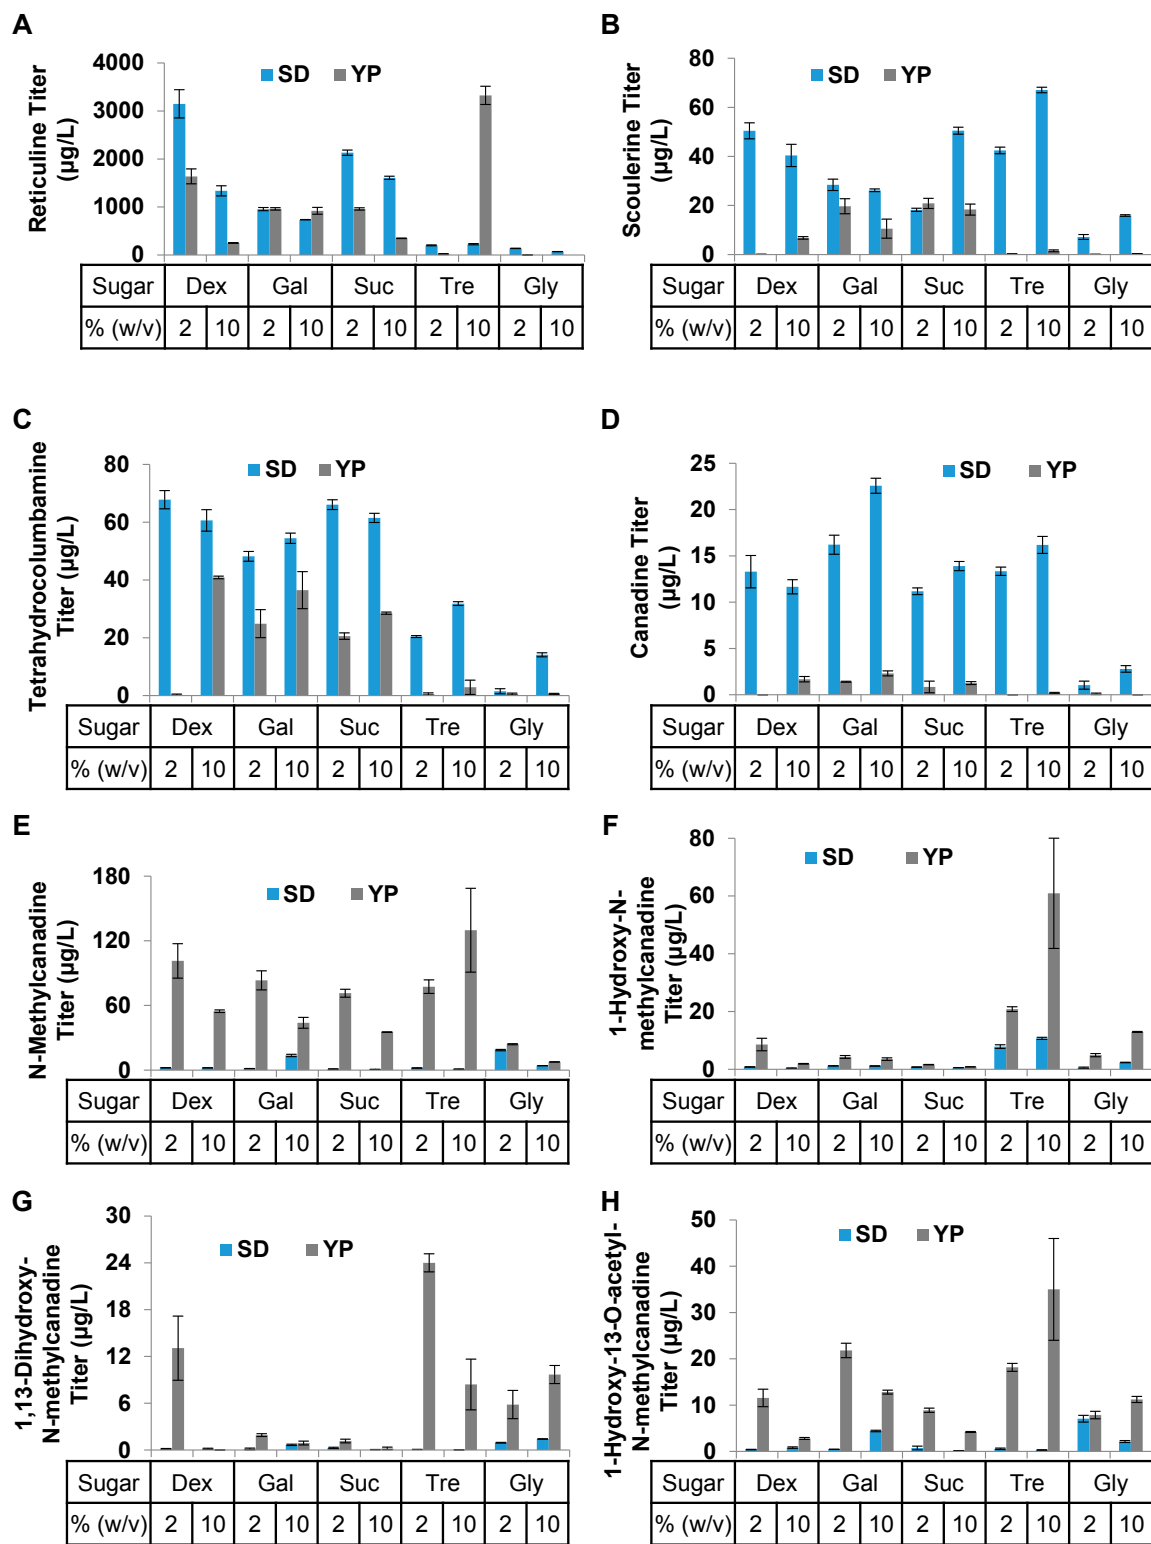 A
Reticuline Titer
(µg/L)
4000
3000
2000
1000
0
SD YP
Sugar Dex Gal Suc Tre Gly
% (w/v) 2 10 2 10 2 10 2 10 2 10
B
Scoulerine Titer
(µg/L)
80
60
40
20
0
SD YP
Sugar Dex Gal Suc Tre Gly
% (w/v) 2 10 2 10 2 10 2 10 2 10
C
Tetrahydrocolumbamine
Titer (µg/L)
80
60
40
20
0
SD YP
Sugar Dex Gal Suc Tre Gly
% (w/v) 2 10 2 10 2 10 2 10 2 10
D
Canadine Titer
(µg/L)
25
20
15
10
5
0
SD YP
Sugar Dex Gal Suc Tre Gly
% (w/v) 2 10 2 10 2 10 2 10 2 10
E
N-Methylcanadine
Titer (µg/L)
180
120
60
0
SD YP
Sugar Dex Gal Suc Tre Gly
% (w/v) 2 10 2 10 2 10 2 10 2 10
F
1-Hydroxy-N-
methylcanadine
Titer (µg/L)
80
60
40
20
0
SD YP
Sugar Dex Gal Suc Tre Gly
% (w/v) 2 10 2 10 2 10 2 10 2 10
G
1,13-Dihydroxy-
N-methylcanadine
Titer (µg/L)
30
24
18
12
6
0
SD YP
Sugar Dex Gal Suc Tre Gly
% (w/v) 2 10 2 10 2 10 2 10 2 10
H
1-Hydroxy-13-O-acetyl-
N-methylcanadine
Titer (µg/L)
50
40
30
20
10
0
SD YP
Sugar Dex Gal Suc Tre Gly
% (w/v) 2 10 2 10 2 10 2 10 2 10